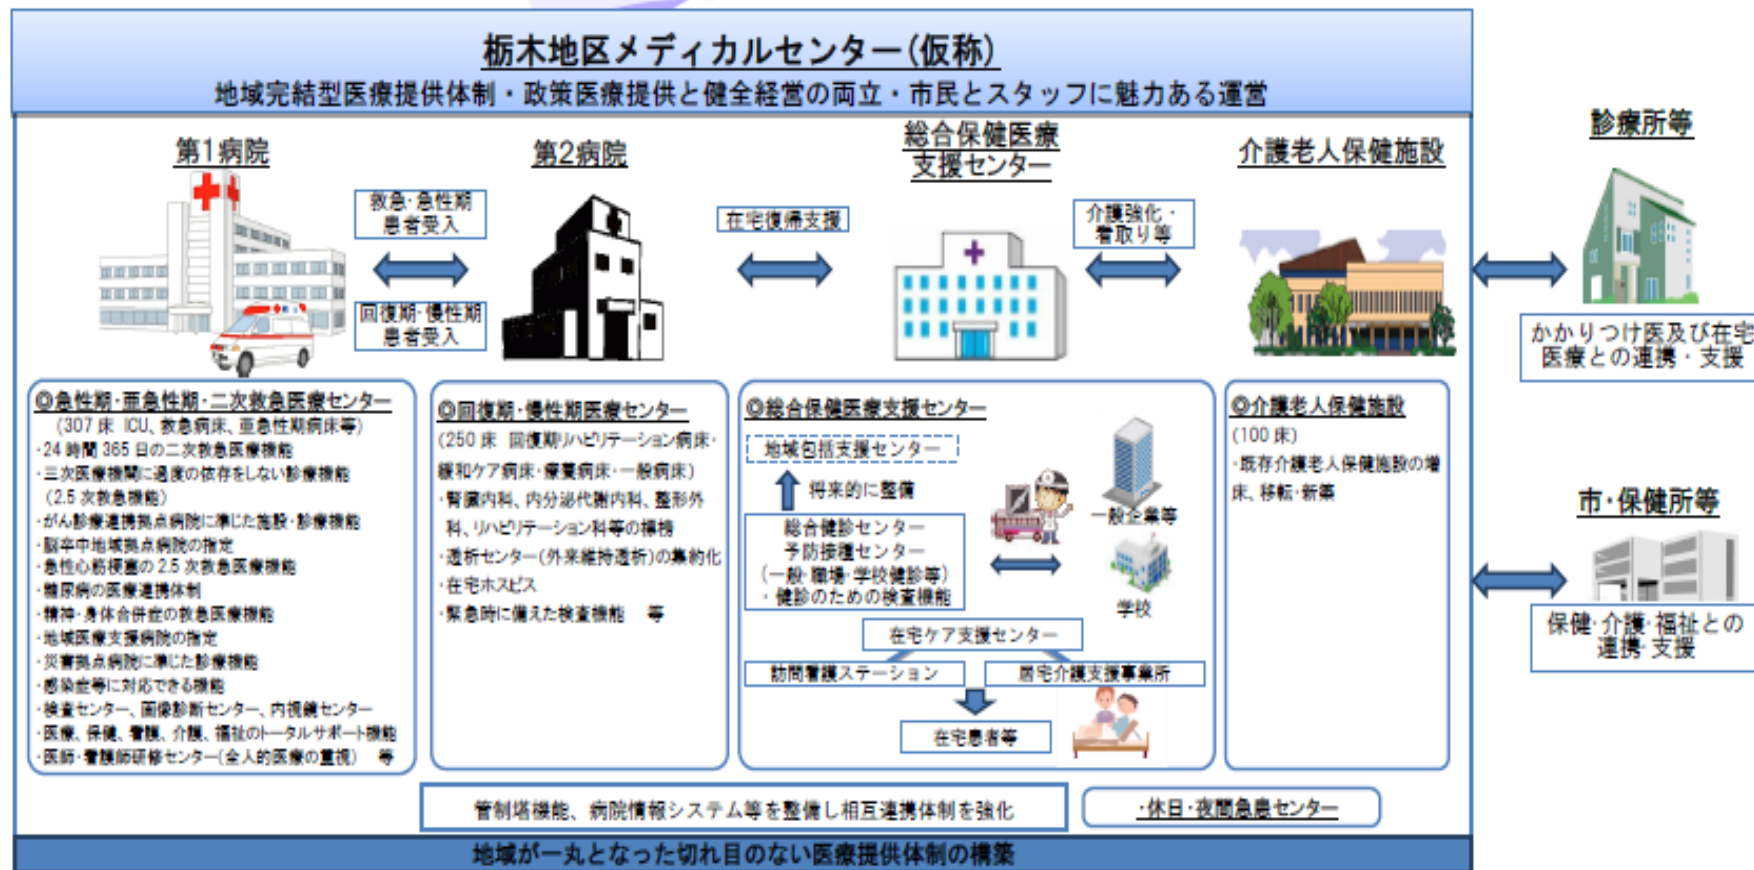 栃木地区メディカルセンター(仮称)
地域完結型医療提供体制・政策医療提供と健全経営の両立・市民とスタッフに魅力ある運営
第1病院
救急・急性期
患者受入
回復期・慢性期
患者受入
第2病院
在宅復帰支援
総合保健医療
支援センター
介護強化・
看取り等
介護老人保健施設
診療所等
かかりつけ医及び在宅
医療との連携・支援
市・保健所等
保健・介護・福祉との
連携・支援
◎急性期・亜急性期・二次救急医療センター
(307床 ICU、救急病床、亜急性期病床等)
・24時間365日の二次救急医療機能
・三次医療機関に過度の依存をしない診療機能
(2.5次救急機能)
・がん診療連携拠点病院に準じた施設・診療機能
・脳卒中地域拠点病院の指定
・急性心筋梗塞の2.5次救急医療機能
・糖尿病の医療連携体制
・精神・身体合併症の救急医療機能
・地域医療支援病院の指定
・災害拠点病院に準じた診療機能
・感染症等に対応できる機能
・検査センター、画像診断センター、内視鏡センター
・医療、保健、看護、介護、福祉のトータルサポート機能
・医師・看護師研修センター(全人的医療の重視) 等
◎回復期・慢性期医療センター
(250床 回復期リハビリテーション病床・
緩和ケア病床・療養病床・一般病床)
・腎臓内科、内分泌代謝内科、整形外
科、リハビリテーション科等の標榜
・透析センター(外来維持透析)の集約化
・在宅ホスピス
・緊急時に備えた検査機能 等
◎総合保健医療支援センター
地域包括支援センター
将来的に整備
総合健診センター
予防接種センター
(一般・職場・学校健診等)
・健診のための検査機能
一般企業等
学校
在宅ケア支援センター
訪問看護ステーション
居宅介護支援事業所
在宅患者等
◎介護老人保健施設
(100床)
・既存介護老人保健施設の増
床、移転・新築
管制塔機能、病院情報システム等を整備し相互連携体制を強化
・休日・夜間急患センター
地域が一丸となった切れ目のない医療提供体制の構築